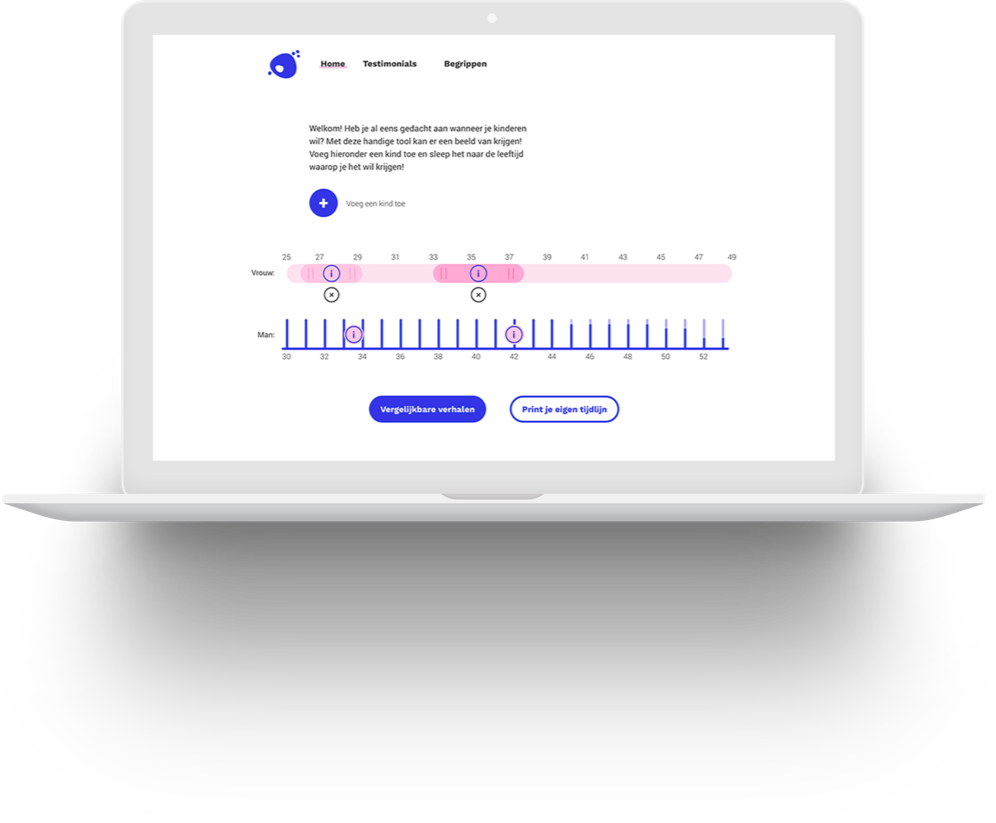 Home Testimonials Begrippen
Welkom! Heb je al eens gedacht aan wanneer je kinderen
wil? Met deze handige tool kan er een beeld van krijgen!
Voeg hieronder een kind toe en sleep het naar de leeftijd
waarop je het wil krijgen!
+ Voeg een kind toe
25 27 29 31 33 35 37 39 41 43 45 47 49
Vrouw: i i
Man: i i
30 32 34 36 38 40 42 44 46 48 50 52
Vergelijkbare verhalen Print je eigen tijdlijn